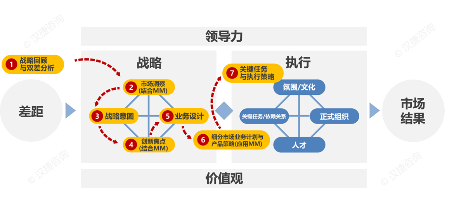 领导力
1
战略回顾
与双差分析
战略
执行
7
关键任务
与执行策略
2
市场洞察
(结合MM)
氛围/文化
差距
3
战略意图
5
业务设计
关键任务/依赖关系
正式组织
市场
结果
4
创新焦点
(结合MM)
6
细分市场业务计划与
产品策略(应用MM)
人才
价值观